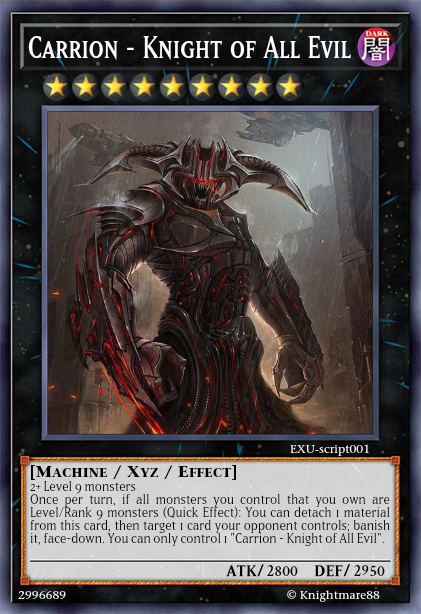 Carrion - Knight of All Evil
DARK
闇
EXU-script001
[Machine / Xyz / Effect]
2+ Level 9 monsters
Once per turn, if all monsters you control that you own are
Level/Rank 9 monsters (Quick Effect): You can detach 1 material
from this card, then target 1 card your opponent controls; banish
it, face-down. You can only control 1 "Carrion - Knight of All Evil".
ATK/ 2800 DEF/ 2950
2996689 © Knightmare88